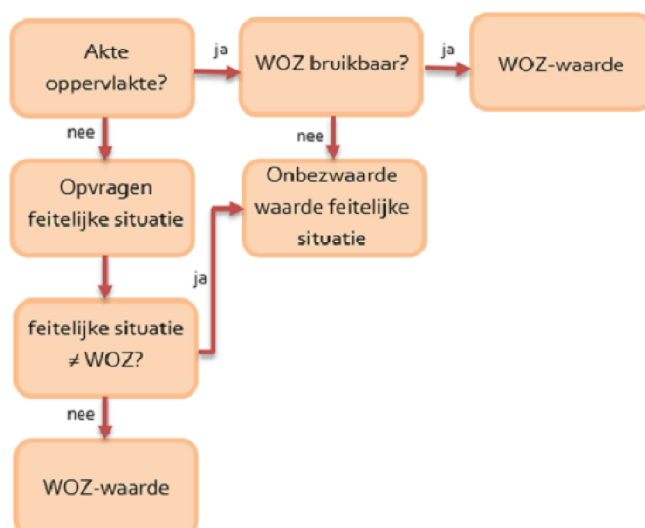 Akte
oppervlakte?
ja
WOZ bruikbaar?
ja
WOZ-waarde
nee
nee
Opvragen
feitelijke situatie
Onbezwaarde
waarde feitelijke
situatie
ja
feitelijke situatie
≠ WOZ?
nee
WOZ-waarde